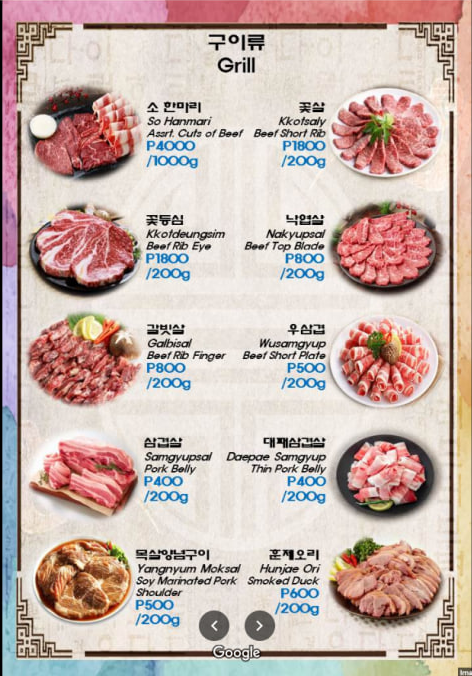 구이류
Grill
소 한마리
So Hanmari
Assrt. Cuts of Beef
P4000
/1000g
꽃살
Kkotsaly
Beef Short Rib
P1800
/200g
꽃등심
Kkotdeungsim
Beef Rib Eye
P1800
/200g
낙엽살
Nakyupsal
Beef Top Blade
P800
/200g
갈빗살
Galbisal
Beef Rib Finger
P800
/200g
우삼겹
Wusamgyup
Beef Short Plate
P500
/200g
삼겹살
Samgyupsal
Pork Belly
P400
/200g
대패삼겹살
Daepae Samgyup
Thin Pork Belly
P400
/200g
목살양념구이
Yangnyum Moksal
Soy Marinated Pork
Shoulder
P500
/200g
훈제오리
Hunjae Ori
Smoked Duck
P600
/200g
Google